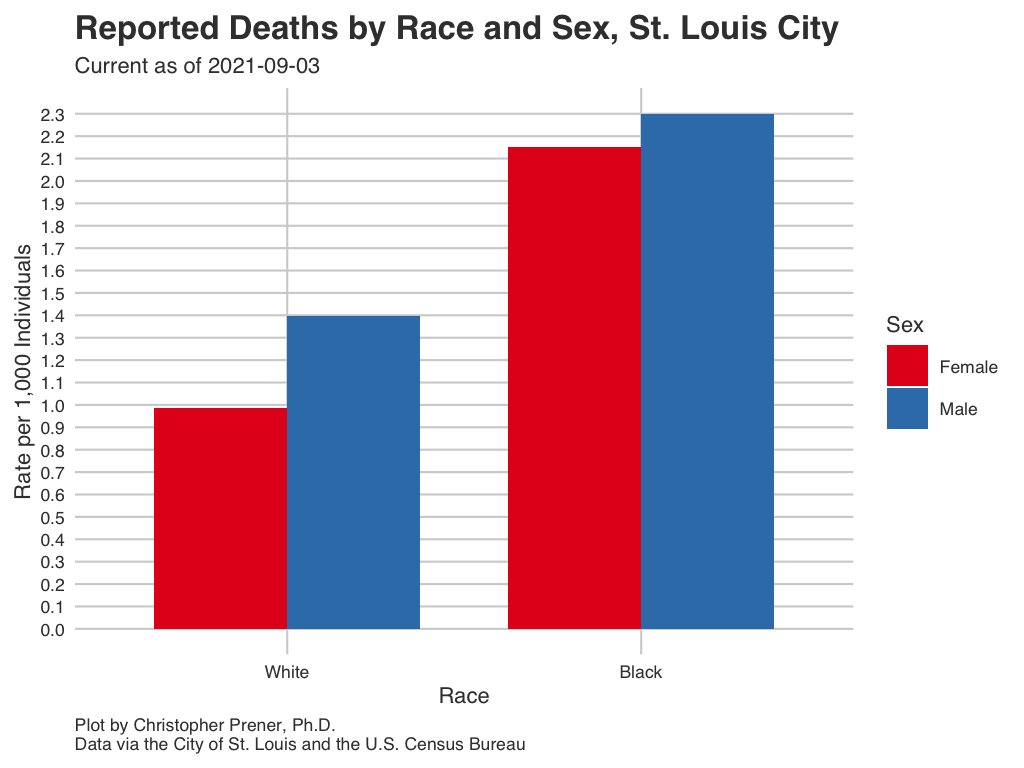 Reported Deaths by Race and Sex, St. Louis City
Current as of 2021-09-03
Rate per 1,000 Individuals
2.3
2.2
2.1
2.0
1.9
1.8
1.7
1.6
1.5
1.4
1.3
1.2
1.1
1.0
0.9
0.8
0.7
0.6
0.5
0.4
0.3
0.2
0.1
0.0
White
Black
Race
Sex
Female
Male
Plot by Christopher Prener, Ph.D.
Data via the City of St. Louis and the U.S. Census Bureau